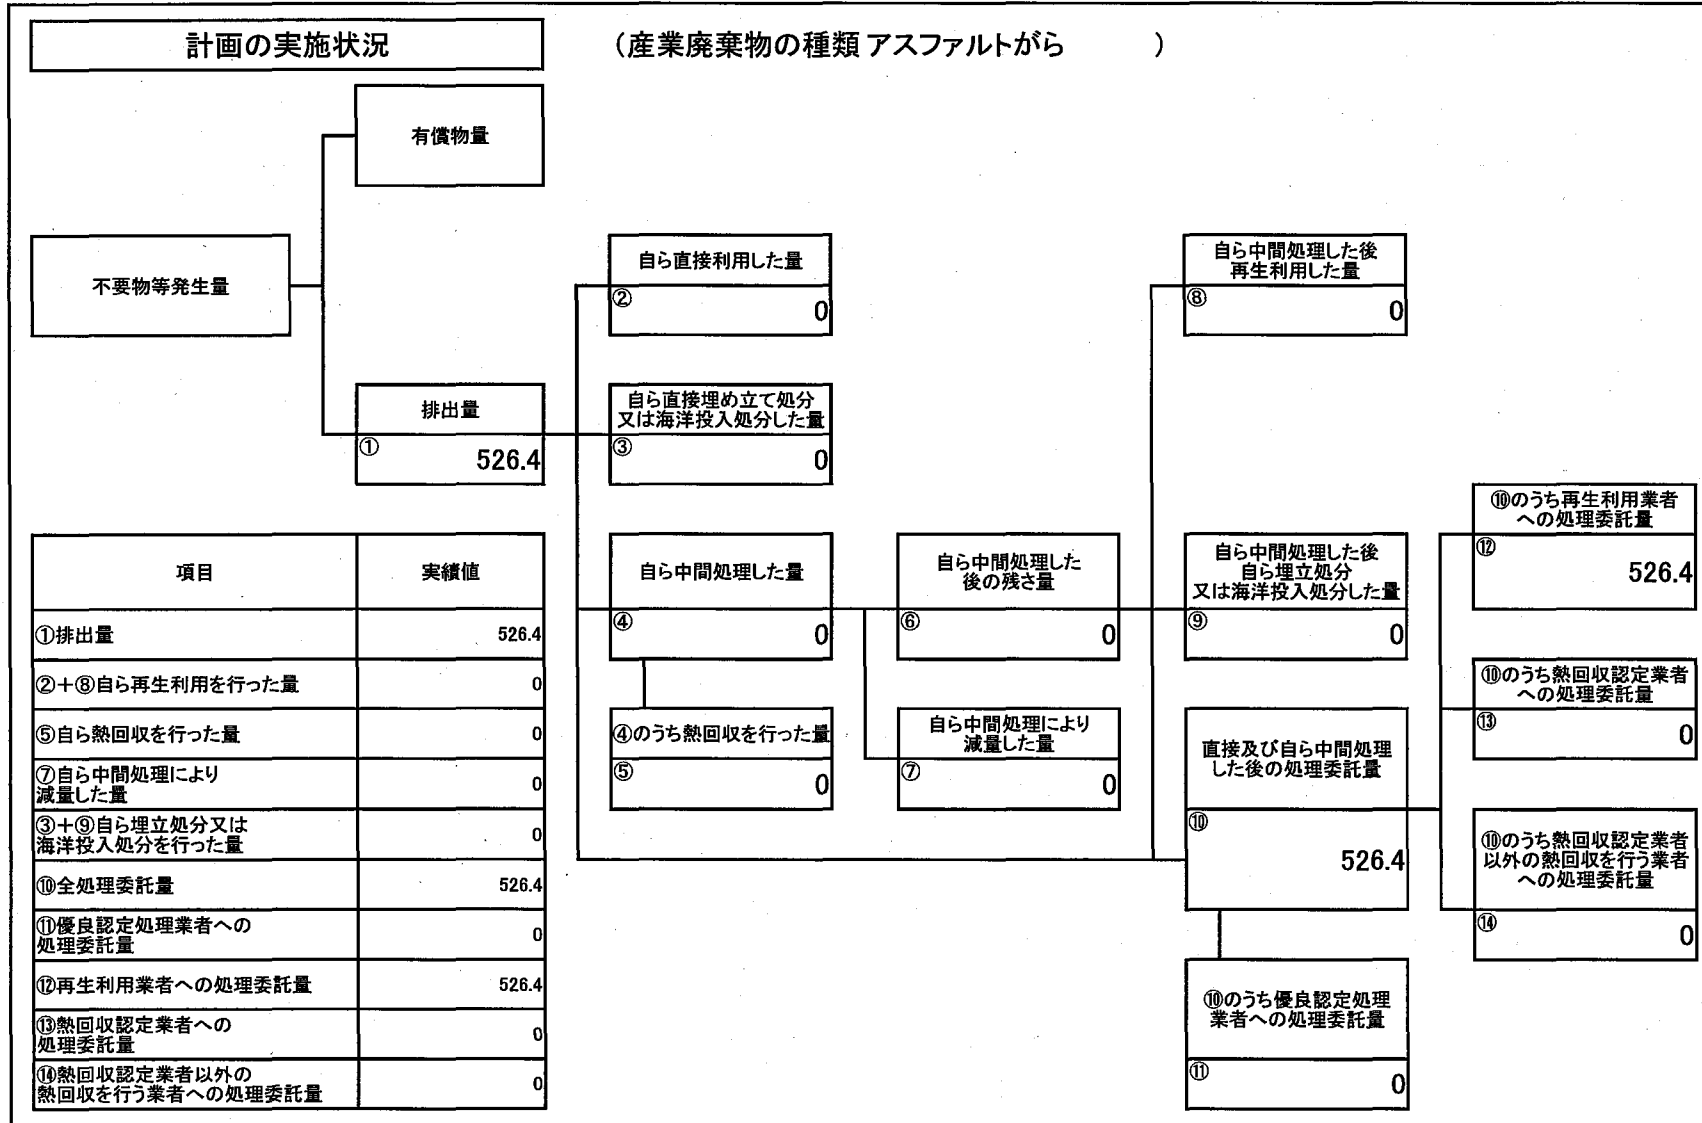 計画の実施状況
（産業廃棄物の種類 アスファルトがら　　　）
有償物量
不要物等発生量
自ら直接利用した量
②
0
自ら中間処理した後
再生利用した量
⑧
0
排出量
①
526.4
自ら直接埋め立て処分
又は海洋投入処分した量
③
0
⑩のうち再生利用業者
への処理委託量
⑫
526.4
自ら中間処理した量
④
0
自ら中間処理した
後の残さ量
⑥
0
自ら中間処理した後
自ら埋立処分
又は海洋投入処分した量
⑨
0
⑩のうち熱回収認定業者
への処理委託量
⑬
0
④のうち熱回収を行った量
⑤
0
自ら中間処理により
減量した量
⑦
0
直接及び自ら中間処理
した後の処理委託量
⑩
526.4
⑩のうち熱回収認定業者
以外の熱回収を行う業者
への処理委託量
⑭
0
⑩のうち優良認定処理
業者への処理委託量
⑪
0
項目 実績値
①排出量 526.4
②＋⑧自ら再生利用を行った量 0
⑤自ら熱回収を行った量 0
⑦自ら中間処理により
減量した量 0
③＋⑨自ら埋立処分又は
海洋投入処分を行った量 0
⑩全処理委託量 526.4
⑪優良認定処理業者への
処理委託量 0
⑫再生利用業者への処理委託量 526.4
⑬熱回収認定業者への
処理委託量 0
⑭熱回収認定業者以外の
熱回収を行う業者への処理委託量 0